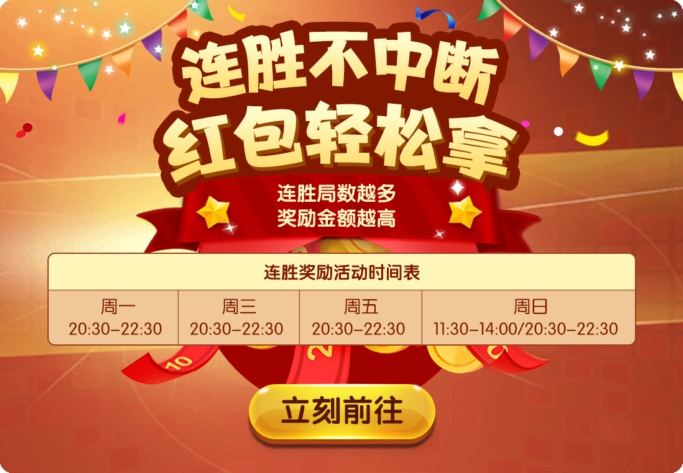 连胜不中断
红包轻松拿
连胜局数越多
奖励金额越高
连胜奖励活动时间表
周一 周三 周五 周日
20:30-22:30 20:30-22:30 20:30-22:30 11:30-14:00/20:30-22:30
10
立刻前往